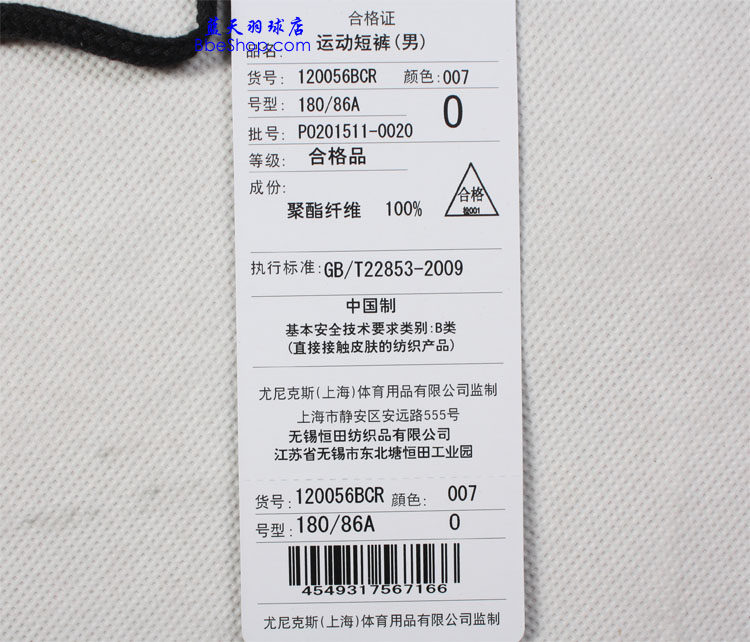 蓝天羽球店
BbeShop.com
合格证
品名: 运动短裤(男)
货号: 120056BCR 颜色: 007
号型: 180/86A 0
批号: P0201511-0020
等级: 合格品
成份:
聚酯纤维 100%
合格
检001
执行标准: GB/T22853-2009
中国制
基本安全技术要求类别:B类
(直接接触皮肤的纺织产品)
尤尼克斯(上海)体育用品有限公司监制
上海市静安区安远路555号
无锡恒田纺织品有限公司
江苏省无锡市东北塘恒田工业园
货号: 120056BCR 顔色: 007
号型: 180/86A 0
4549317567166
尤尼克斯(上海)体育用品有限公司监制